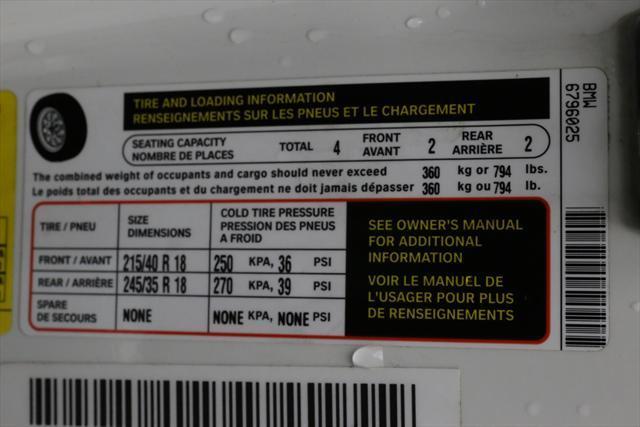 TIRE AND LOADING INFORMATION
RENSEIGNEMENTS SUR LES PNEUS ET LE CHARGEMENT
SEATING CAPACITY
NOMBRE DE PLACES
TOTAL 4
FRONT
AVANT
2
REAR
ARRIÈRE
2
The combined weight of occupants and cargo should never exceed 360 kg or 794 lbs.
Le poids total des occupants et du chargement ne doit jamais dépasser 360 kg ou 794 lb.
TIRE / PNEU
SIZE
DIMENSIONS
COLD TIRE PRESSURE
PRESSION DES PNEUS
A FROID
FRONT / AVANT 215/40 R 18 250 KPA, 36 PSI
REAR / ARRIÈRE 245/35 R 18 270 KPA, 39 PSI
SPARE
DE SECOURS
NONE
NONE KPA, NONE PSI
SEE OWNER'S MANUAL
FOR ADDITIONAL
INFORMATION
VOIR LE MANUEL DE
L'USAGER POUR PLUS
DE RENSEIGNEMENTS
BMW
6796025